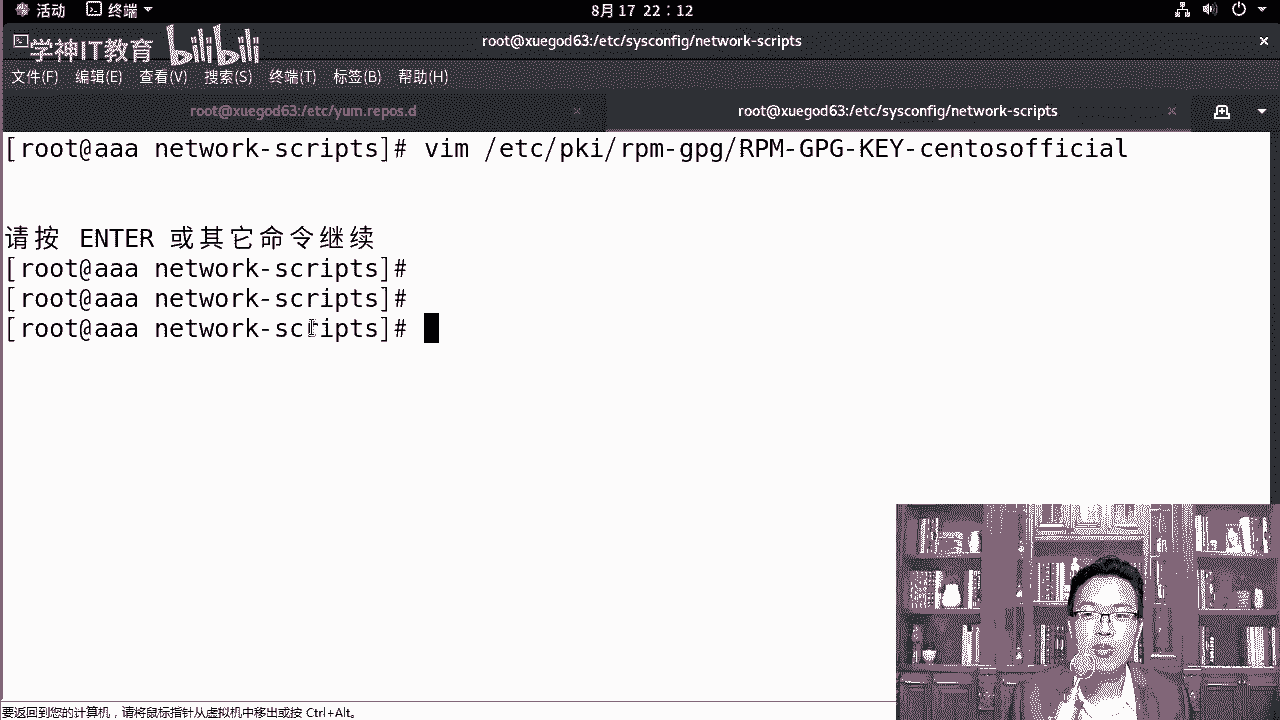 活动 终端 8月 17 22：12
学神IT教育 bilibili
root@xuegod63:/etc/sysconfig/network-scripts
文件(F) 编辑(E) 查看(V) 搜索(S) 终端(T) 标签(B) 帮助(H)
root@xuegod63:/etc/yum.repos.d root@xuegod63:/etc/sysconfig/network-scripts
[root@aaa network-scripts]# vim /etc/pki/rpm-gpg/RPM-GPG-KEY-centosofficial
请按 ENTER 或其它命令继续
[root@aaa network-scripts]#
[root@aaa network-scripts]#
[root@aaa network-scripts]#
要返回到您的计算机，请将鼠标指针从虚拟机中移出或按 Ctrl+Alt。